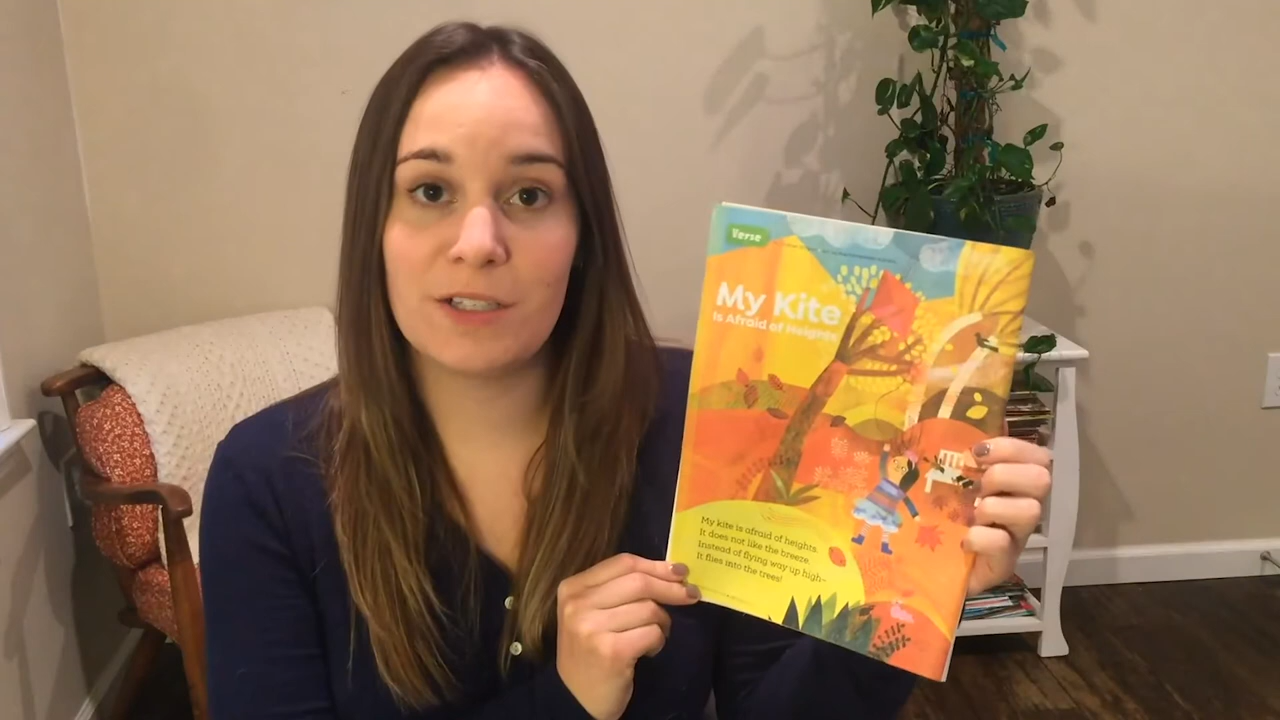 Verse
My Kite
Is Afraid of Heights
My kite is afraid of heights.
It does not like the breeze.
Instead of flying way up high—
It flies into the trees!